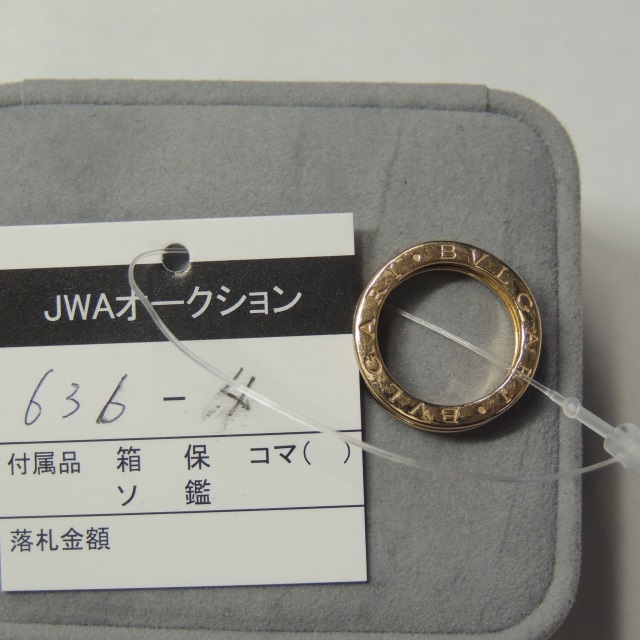 JWAオークション
636-4
付属品 箱 保 コマ( )
ソ 鑑
落札金額
BVLGARI • BVLGARI •